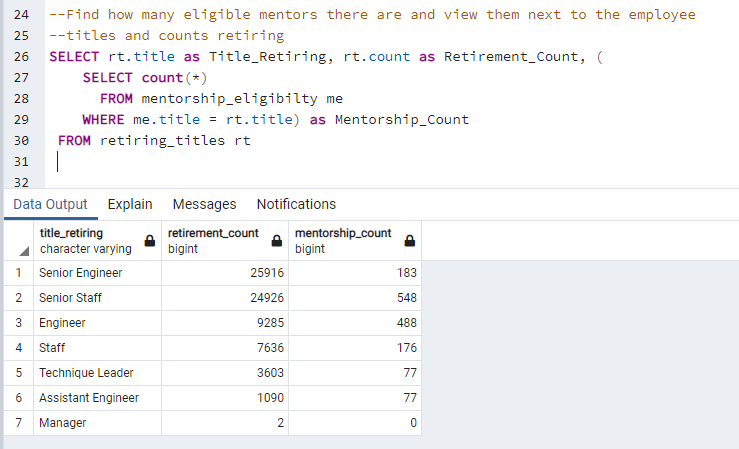 24 --Find how many eligible mentors there are and view them next to the employee
25 --titles and counts retiring
26 SELECT rt.title as Title_Retiring, rt.count as Retirement_Count, (
27 SELECT count(*)
28 FROM mentorship_eligibilty me
29 WHERE me.title = rt.title) as Mentorship_Count
30 FROM retiring_titles rt
31
32
Data Output Explain Messages Notifications
title_retiring retirement_count mentorship_count
character varying bigint bigint
1 Senior Engineer 25916 183
2 Senior Staff 24926 548
3 Engineer 9285 488
4 Staff 7636 176
5 Technique Leader 3603 77
6 Assistant Engineer 1090 77
7 Manager 2 0